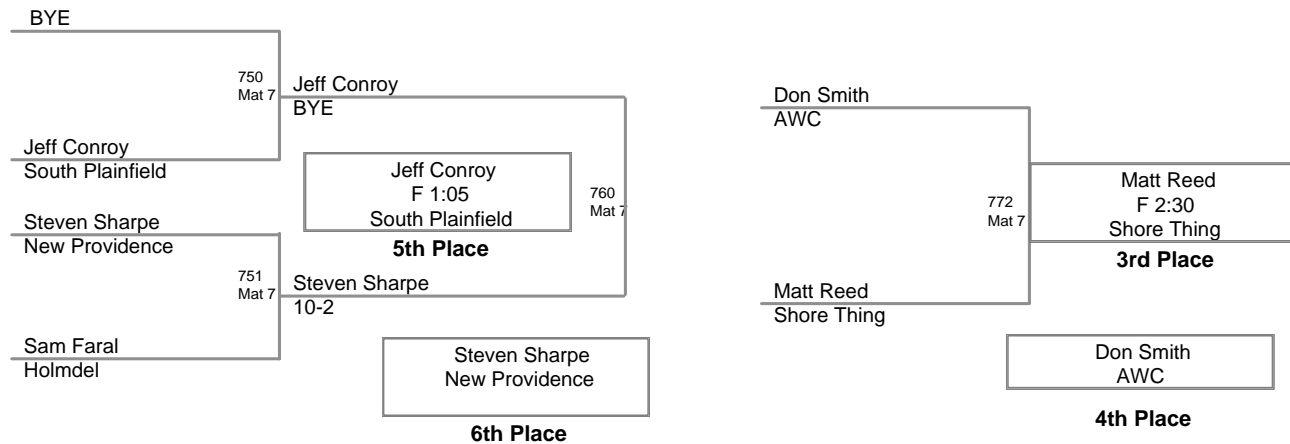 BYE
750
Mat 7
Jeff Conroy
BYE
Jeff Conroy
South Plainfield
Jeff Conroy
F 1:05
South Plainfield
5th Place
760
Mat 7
Steven Sharpe
New Providence
751
Mat 7
Steven Sharpe
10-2
Sam Faral
Holmdel
Steven Sharpe
New Providence
6th Place
Don Smith
AWC
772
Mat 7
Matt Reed
F 2:30
Shore Thing
3rd Place
Matt Reed
Shore Thing
Don Smith
AWC
4th Place